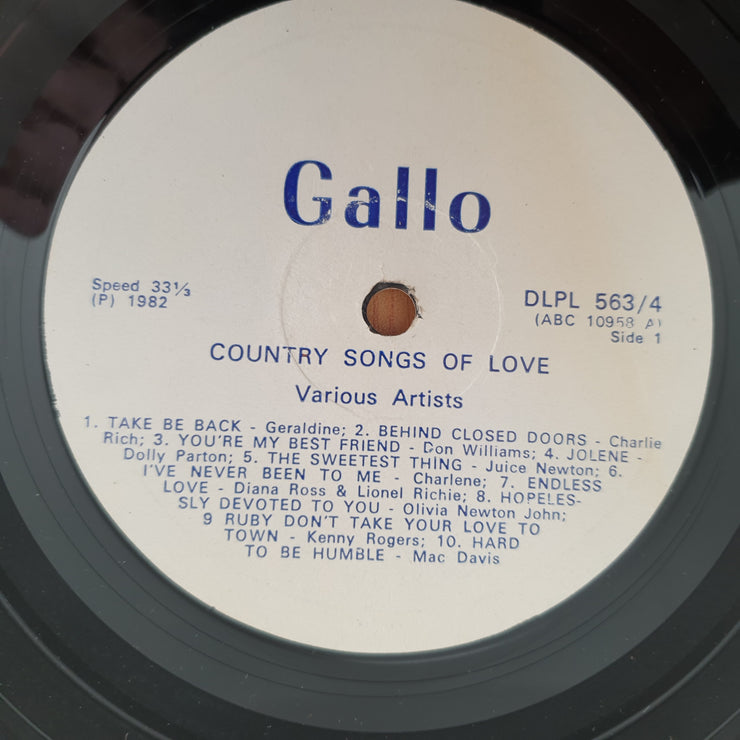 Gallo
Speed 33⅓
(P) 1982
DLPL 563/4
(ABC 10958 A)
Side 1
COUNTRY SONGS OF LOVE
Various Artists
1. TAKE BE BACK - Geraldine; 2. BEHIND CLOSED DOORS - Charlie
Rich; 3. YOU'RE MY BEST FRIEND - Don Williams; 4. JOLENE -
Dolly Parton; 5. THE SWEETEST THING - Juice Newton; 6.
I'VE NEVER BEEN TO ME - Charlene; 7. ENDLESS
LOVE - Diana Ross & Lionel Richie; 8. HOPELES-
SLY DEVOTED TO YOU - Olivia Newton John;
9 RUBY DON'T TAKE YOUR LOVE TO
TOWN - Kenny Rogers; 10. HARD
TO BE HUMBLE - Mac Davis